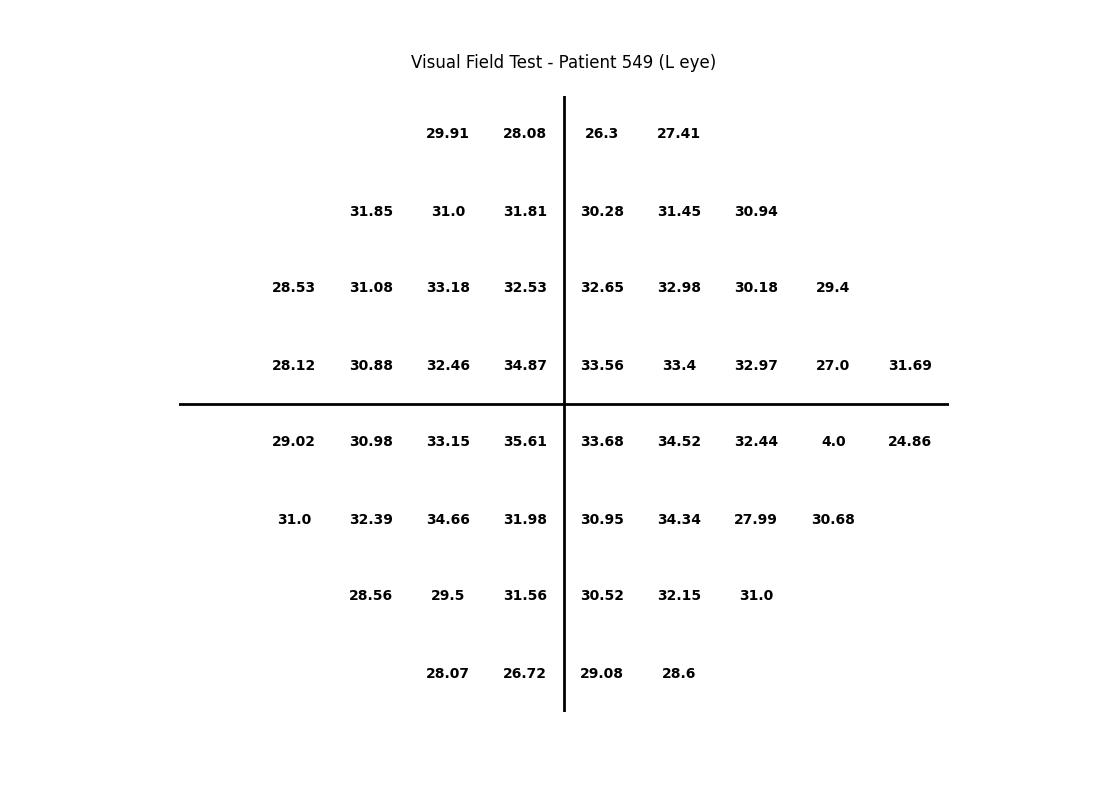 Visual Field Test - Patient 549 (L eye)
29.91 28.08 26.3 27.41
31.85 31.0 31.81 30.28 31.45 30.94
28.53 31.08 33.18 32.53 32.65 32.98 30.18 29.4
28.12 30.88 32.46 34.87 33.56 33.4 32.97 27.0 31.69
29.02 30.98 33.15 35.61 33.68 34.52 32.44 4.0 24.86
31.0 32.39 34.66 31.98 30.95 34.34 27.99 30.68
28.56 29.5 31.56 30.52 32.15 31.0
28.07 26.72 29.08 28.6